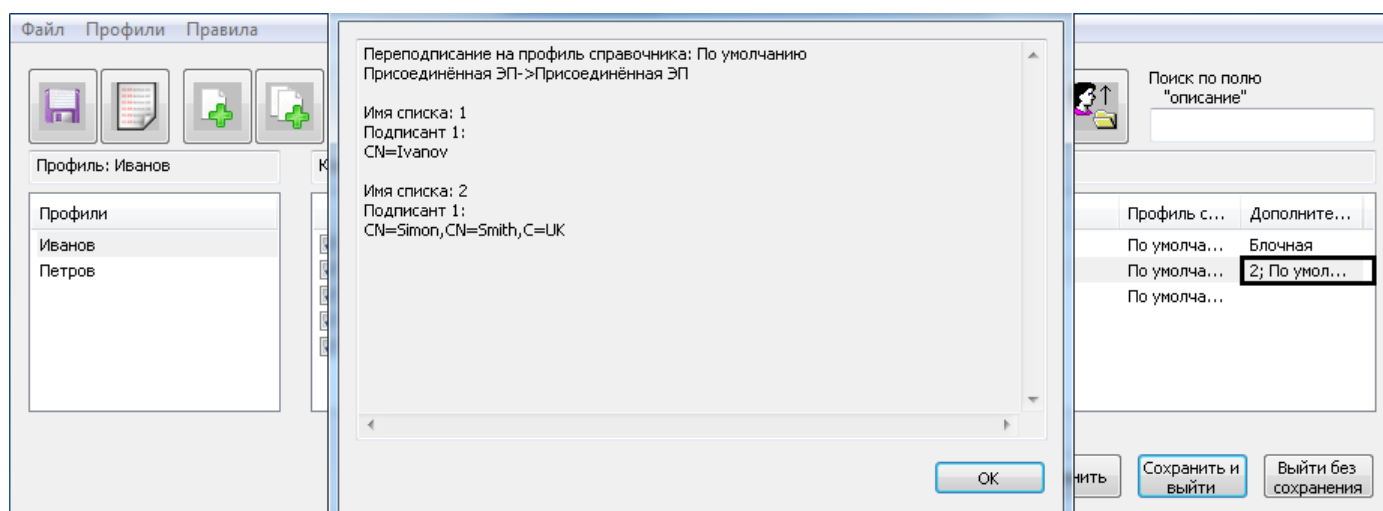 Файл Профили Правила
Поиск по полю
"описание"
Профиль: Иванов
Профили
Иванов
Петров
Переподписание на профиль справочника: По умолчанию
Присоединённая ЭП->Присоединённая ЭП
Имя списка: 1
Подписант 1:
CN=Ivanov
Имя списка: 2
Подписант 1:
CN=Simon,CN=Smith,C=UK
OK
Профиль с... Дополните...
По умолча... Блочная
По умолча... 2; По умол...
По умолча...
нить
Сохранить и
выйти
Выйти без
сохранения